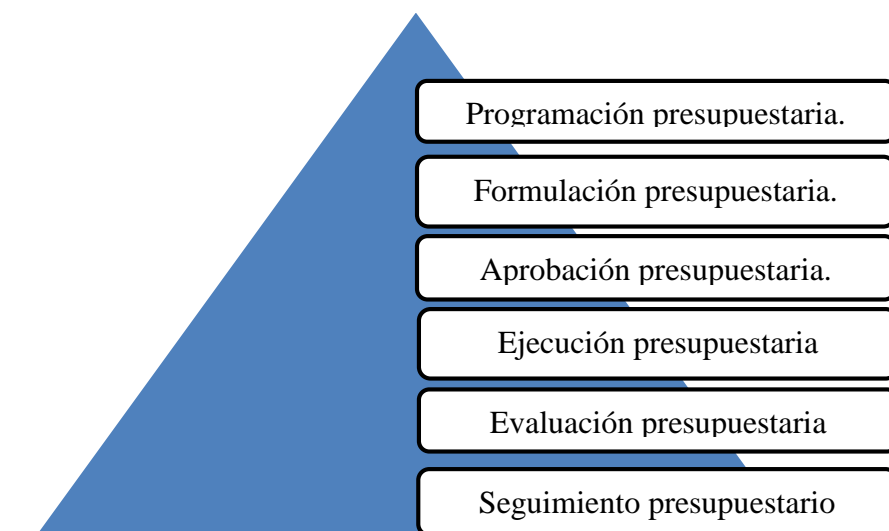 Programación presupuestaria.
Formulación presupuestaria.
Aprobación presupuestaria.
Ejecución presupuestaria
Evaluación presupuestaria
Seguimiento presupuestario